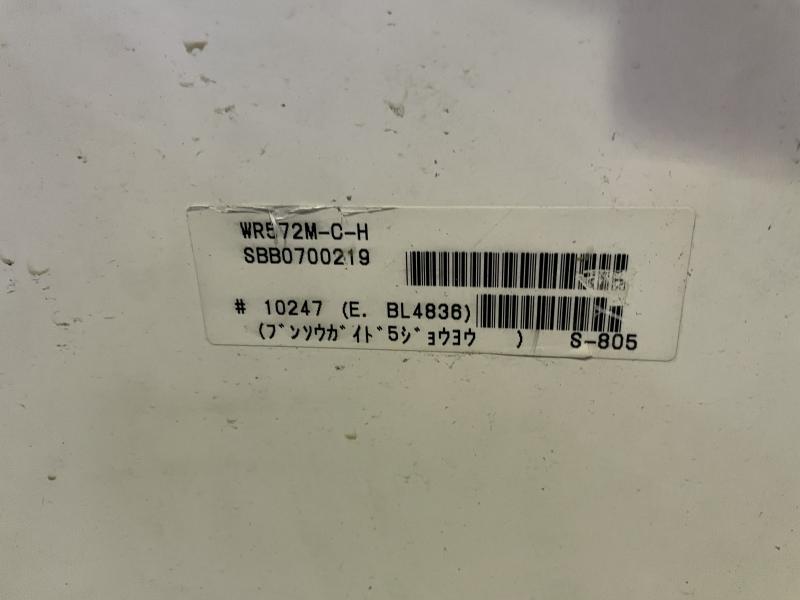 WR572M-C-H
SBB0700219
# 10247 (E. BL4836)
(ﾌﾞﾝｿｳｶﾞｲﾄﾞ5ｼﾞｮｳﾖｳ     ) S-805